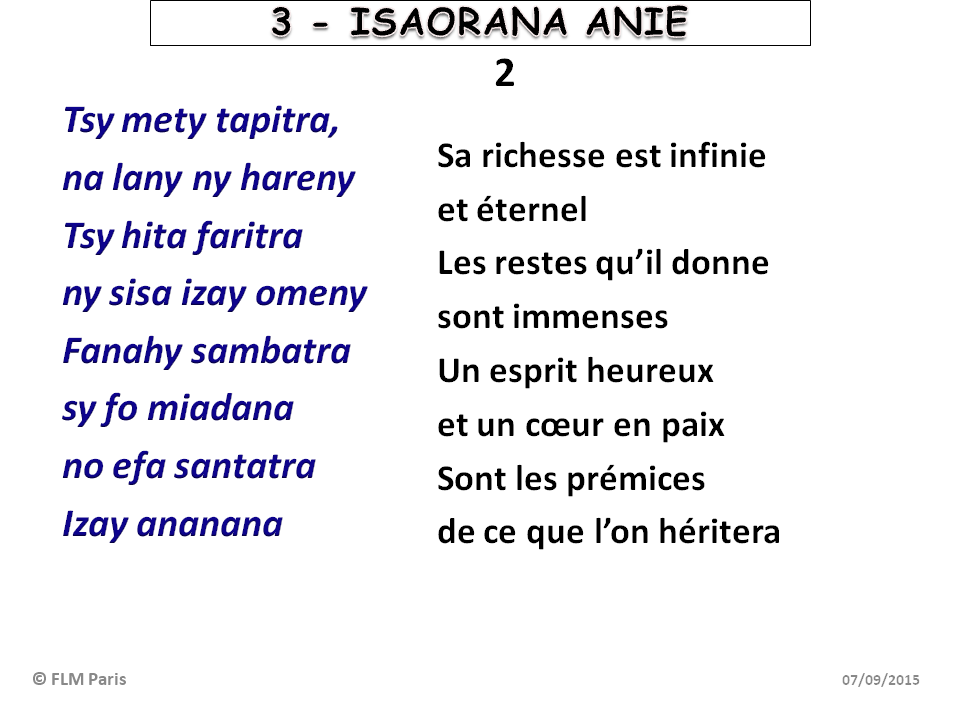 3 - ISAORANA ANIE
2
Tsy mety tapitra,
na lany ny hareny
Tsy hita faritra
ny sisa izay omeny
Fanahy sambatra
sy fo miadana
no efa santatra
Izay ananana
Sa richesse est infinie
et éternel
Les restes qu’il donne
sont immenses
Un esprit heureux
et un cœur en paix
Sont les prémices
de ce que l’on héritera
© FLM Paris
07/09/2015